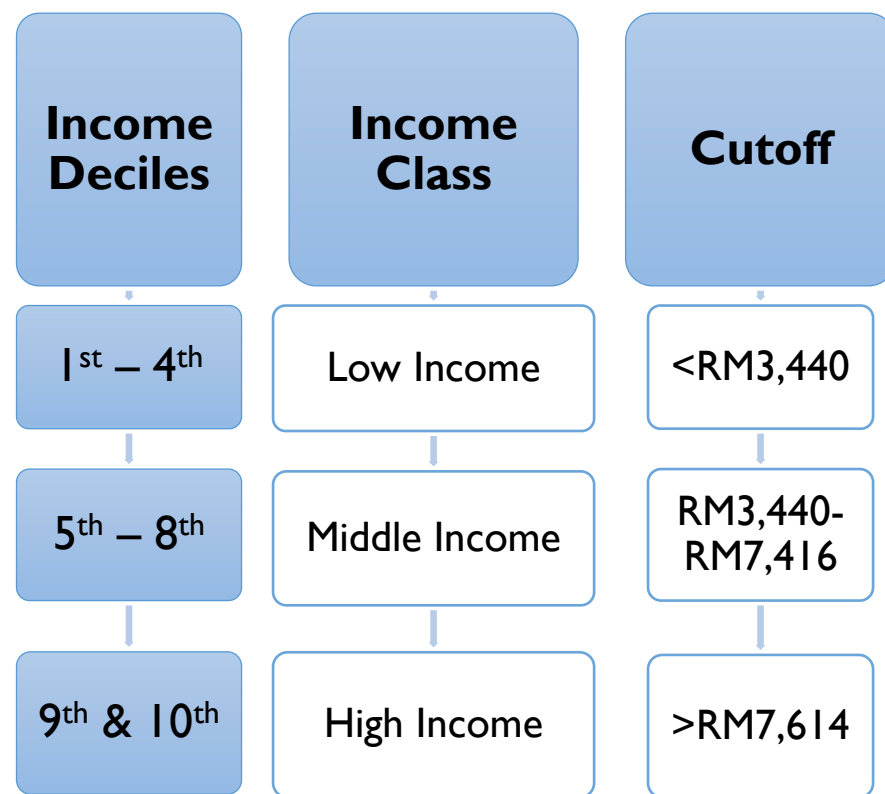 Income
Deciles
Income
Class
Cutoff
1st – 4th
Low Income
<RM3,440
5th – 8th
Middle Income
RM3,440-
RM7,416
9th & 10th
High Income
>RM7,614